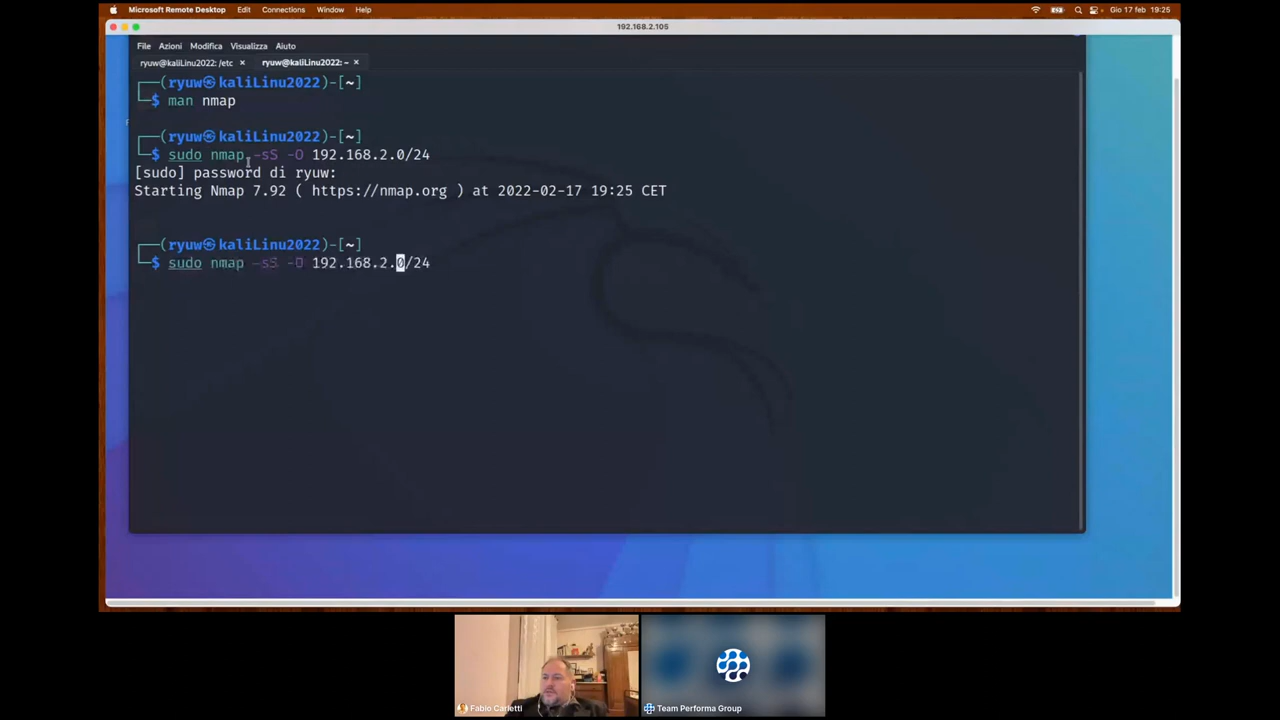 Microsoft Remote Desktop Edit Connections Window Help Gio 17 feb 19:25
192.168.2.105
File Azioni Modifica Visualizza Aiuto
ryuw@kaliLinu2022: /etc × ryuw@kaliLinu2022: ~ ×
┌──(ryuw㉿kaliLinu2022)-[~]
└─$ man nmap
┌──(ryuw㉿kaliLinu2022)-[~]
└─$ sudo nmap -sS -O 192.168.2.0/24
[sudo] password di ryuw:
Starting Nmap 7.92 ( https://nmap.org ) at 2022-02-17 19:25 CET
┌──(ryuw㉿kaliLinu2022)-[~]
└─$ sudo nmap -sS -O 192.168.2.0/24
Fabio Carletti
Team Performa Group